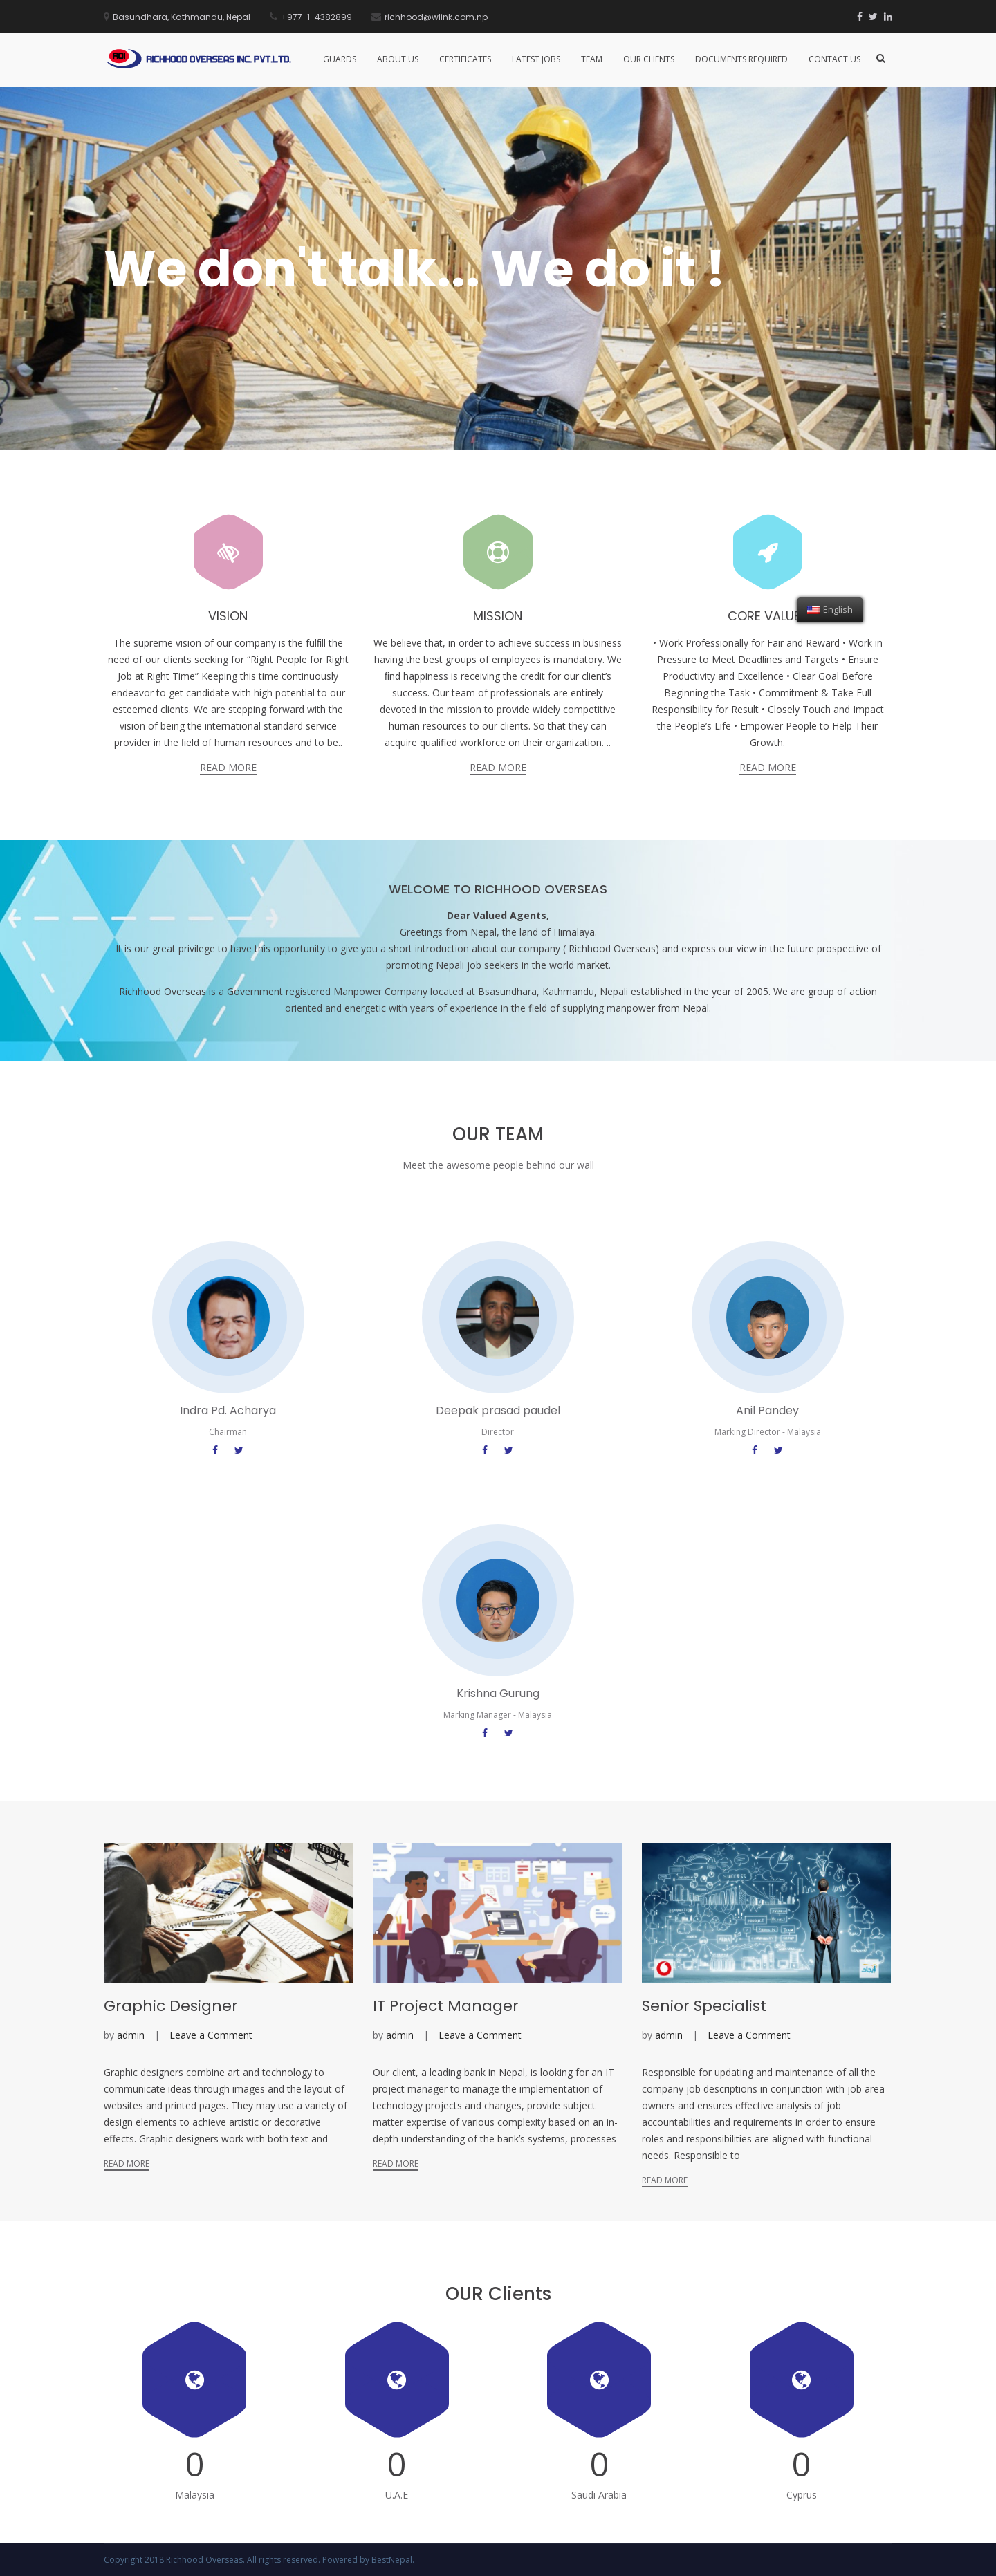 Basundhara, Kathmandu, Nepal +977-1-4382899 richhood@wlink.com.np
ROI RICHHOOD OVERSEAS INC. PVT.LTD. GUARDS ABOUT US CERTIFICATES LATEST JOBS TEAM OUR CLIENTS DOCUMENTS REQUIRED CONTACT US
We don't talk... We do it !
VISION
The supreme vision of our company is the fulfill the
need of our clients seeking for “Right People for Right
Job at Right Time” Keeping this time continuously
endeavor to get candidate with high potential to our
esteemed clients. We are stepping forward with the
vision of being the international standard service
provider in the field of human resources and to be..
READ MORE
MISSION
We believe that, in order to achieve success in business
having the best groups of employees is mandatory. We
find happiness is receiving the credit for our client’s
success. Our team of professionals are entirely
devoted in the mission to provide widely competitive
human resources to our clients. So that they can
acquire qualified workforce on their organization. ..
READ MORE
CORE VALUE
English
• Work Professionally for Fair and Reward • Work in
Pressure to Meet Deadlines and Targets • Ensure
Productivity and Excellence • Clear Goal Before
Beginning the Task • Commitment & Take Full
Responsibility for Result • Closely Touch and Impact
the People’s Life • Empower People to Help Their
Growth.
READ MORE
WELCOME TO RICHHOOD OVERSEAS
Dear Valued Agents,
Greetings from Nepal, the land of Himalaya.
It is our great privilege to have this opportunity to give you a short introduction about our company ( Richhood Overseas) and express our view in the future prospective of
promoting Nepali job seekers in the world market.
Richhood Overseas is a Government registered Manpower Company located at Bsasundhara, Kathmandu, Nepali established in the year of 2005. We are group of action
oriented and energetic with years of experience in the field of supplying manpower from Nepal.
OUR TEAM
Meet the awesome people behind our wall
Indra Pd. Acharya
Chairman
Deepak prasad paudel
Director
Anil Pandey
Marking Director - Malaysia
Krishna Gurung
Marking Manager - Malaysia
Graphic Designer
by admin | Leave a Comment
Graphic designers combine art and technology to
communicate ideas through images and the layout of
websites and printed pages. They may use a variety of
design elements to achieve artistic or decorative
effects. Graphic designers work with both text and
READ MORE
IT Project Manager
by admin | Leave a Comment
Our client, a leading bank in Nepal, is looking for an IT
project manager to manage the implementation of
technology projects and changes, provide subject
matter expertise of various complexity based on an in-
depth understanding of the bank’s systems, processes
READ MORE
SUCCESS
Senior Specialist
by admin | Leave a Comment
Responsible for updating and maintenance of all the
company job descriptions in conjunction with job area
owners and ensures effective analysis of job
accountabilities and requirements in order to ensure
roles and responsibilities are aligned with functional
needs. Responsible to
READ MORE
OUR Clients
0 0 0 0
Malaysia U.A.E Saudi Arabia Cyprus
Copyright 2018 Richhood Overseas. All rights reserved. Powered by BestNepal.